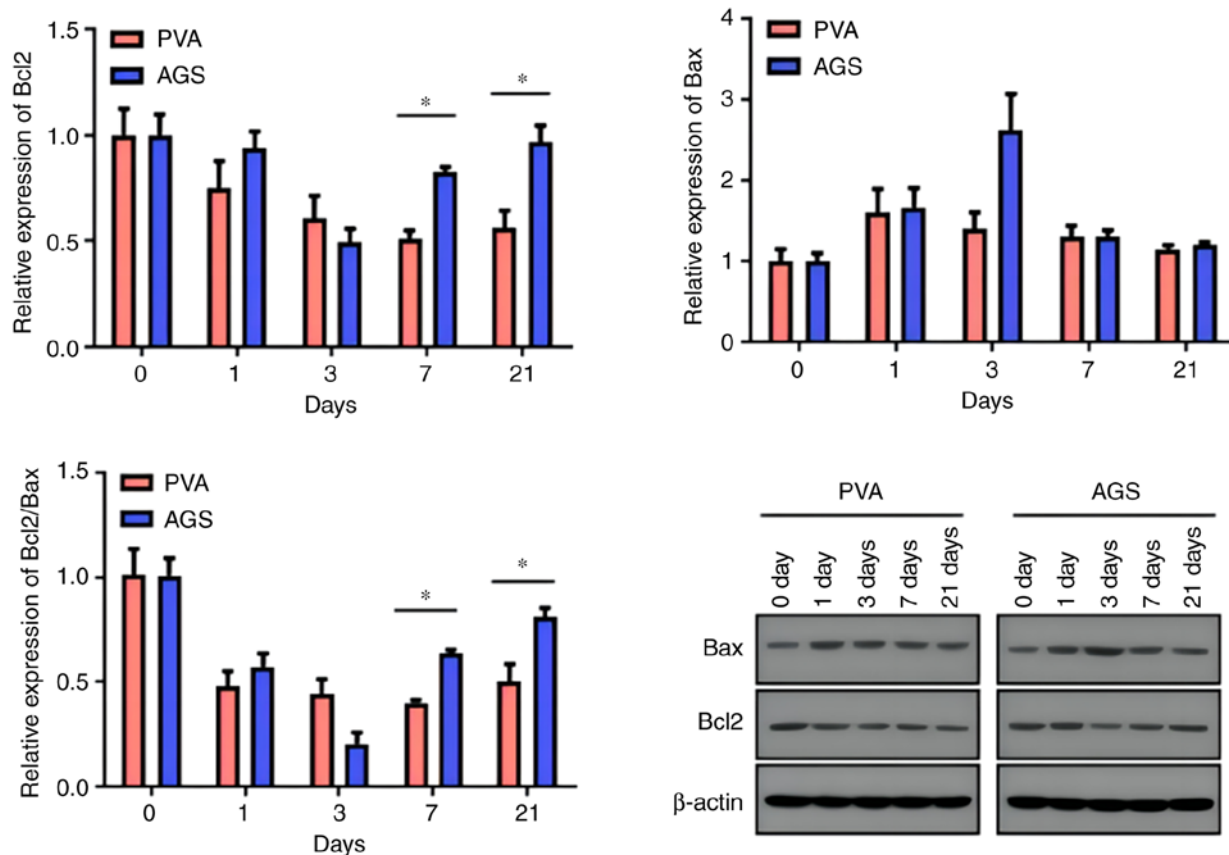 Relative expression of Bcl2
1.5
1.0
0.5
0.0
PVA
AGS
*
*
0 1 3 7 21
Days
Relative expression of Bax
4
3
2
1
0
PVA
AGS
0 1 3 7 21
Days
Relative expression of Bcl2/Bax
1.5
1.0
0.5
0.0
PVA
AGS
*
*
0 1 3 7 21
Days
PVA AGS
0 day 1 day 3 days 7 days 21 days 0 day 1 day 3 days 7 days 21 days
Bax
Bcl2
β-actin